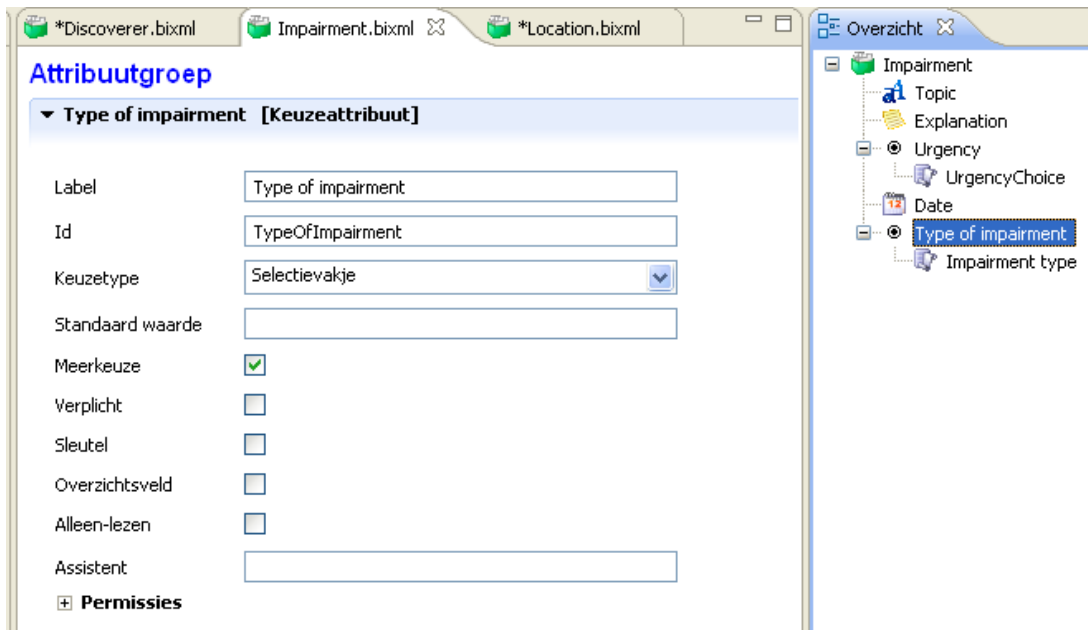 *Discoverer.bixml
Impairment.bixml
*Location.bixml
Attribuutgroep
Type of impairment [Keuzeattribuut]
Label
Type of impairment
Id
TypeOfImpairment
Keuzetype
Selectievakje
Standaard waarde
Meerkeuze
Verplicht
Sleutel
Overzichtsveld
Alleen-lezen
Assistent
Permissies
Overzicht
Impairment
Topic
Explanation
Urgency
UrgencyChoice
12
Date
Type of impairment
Impairment type